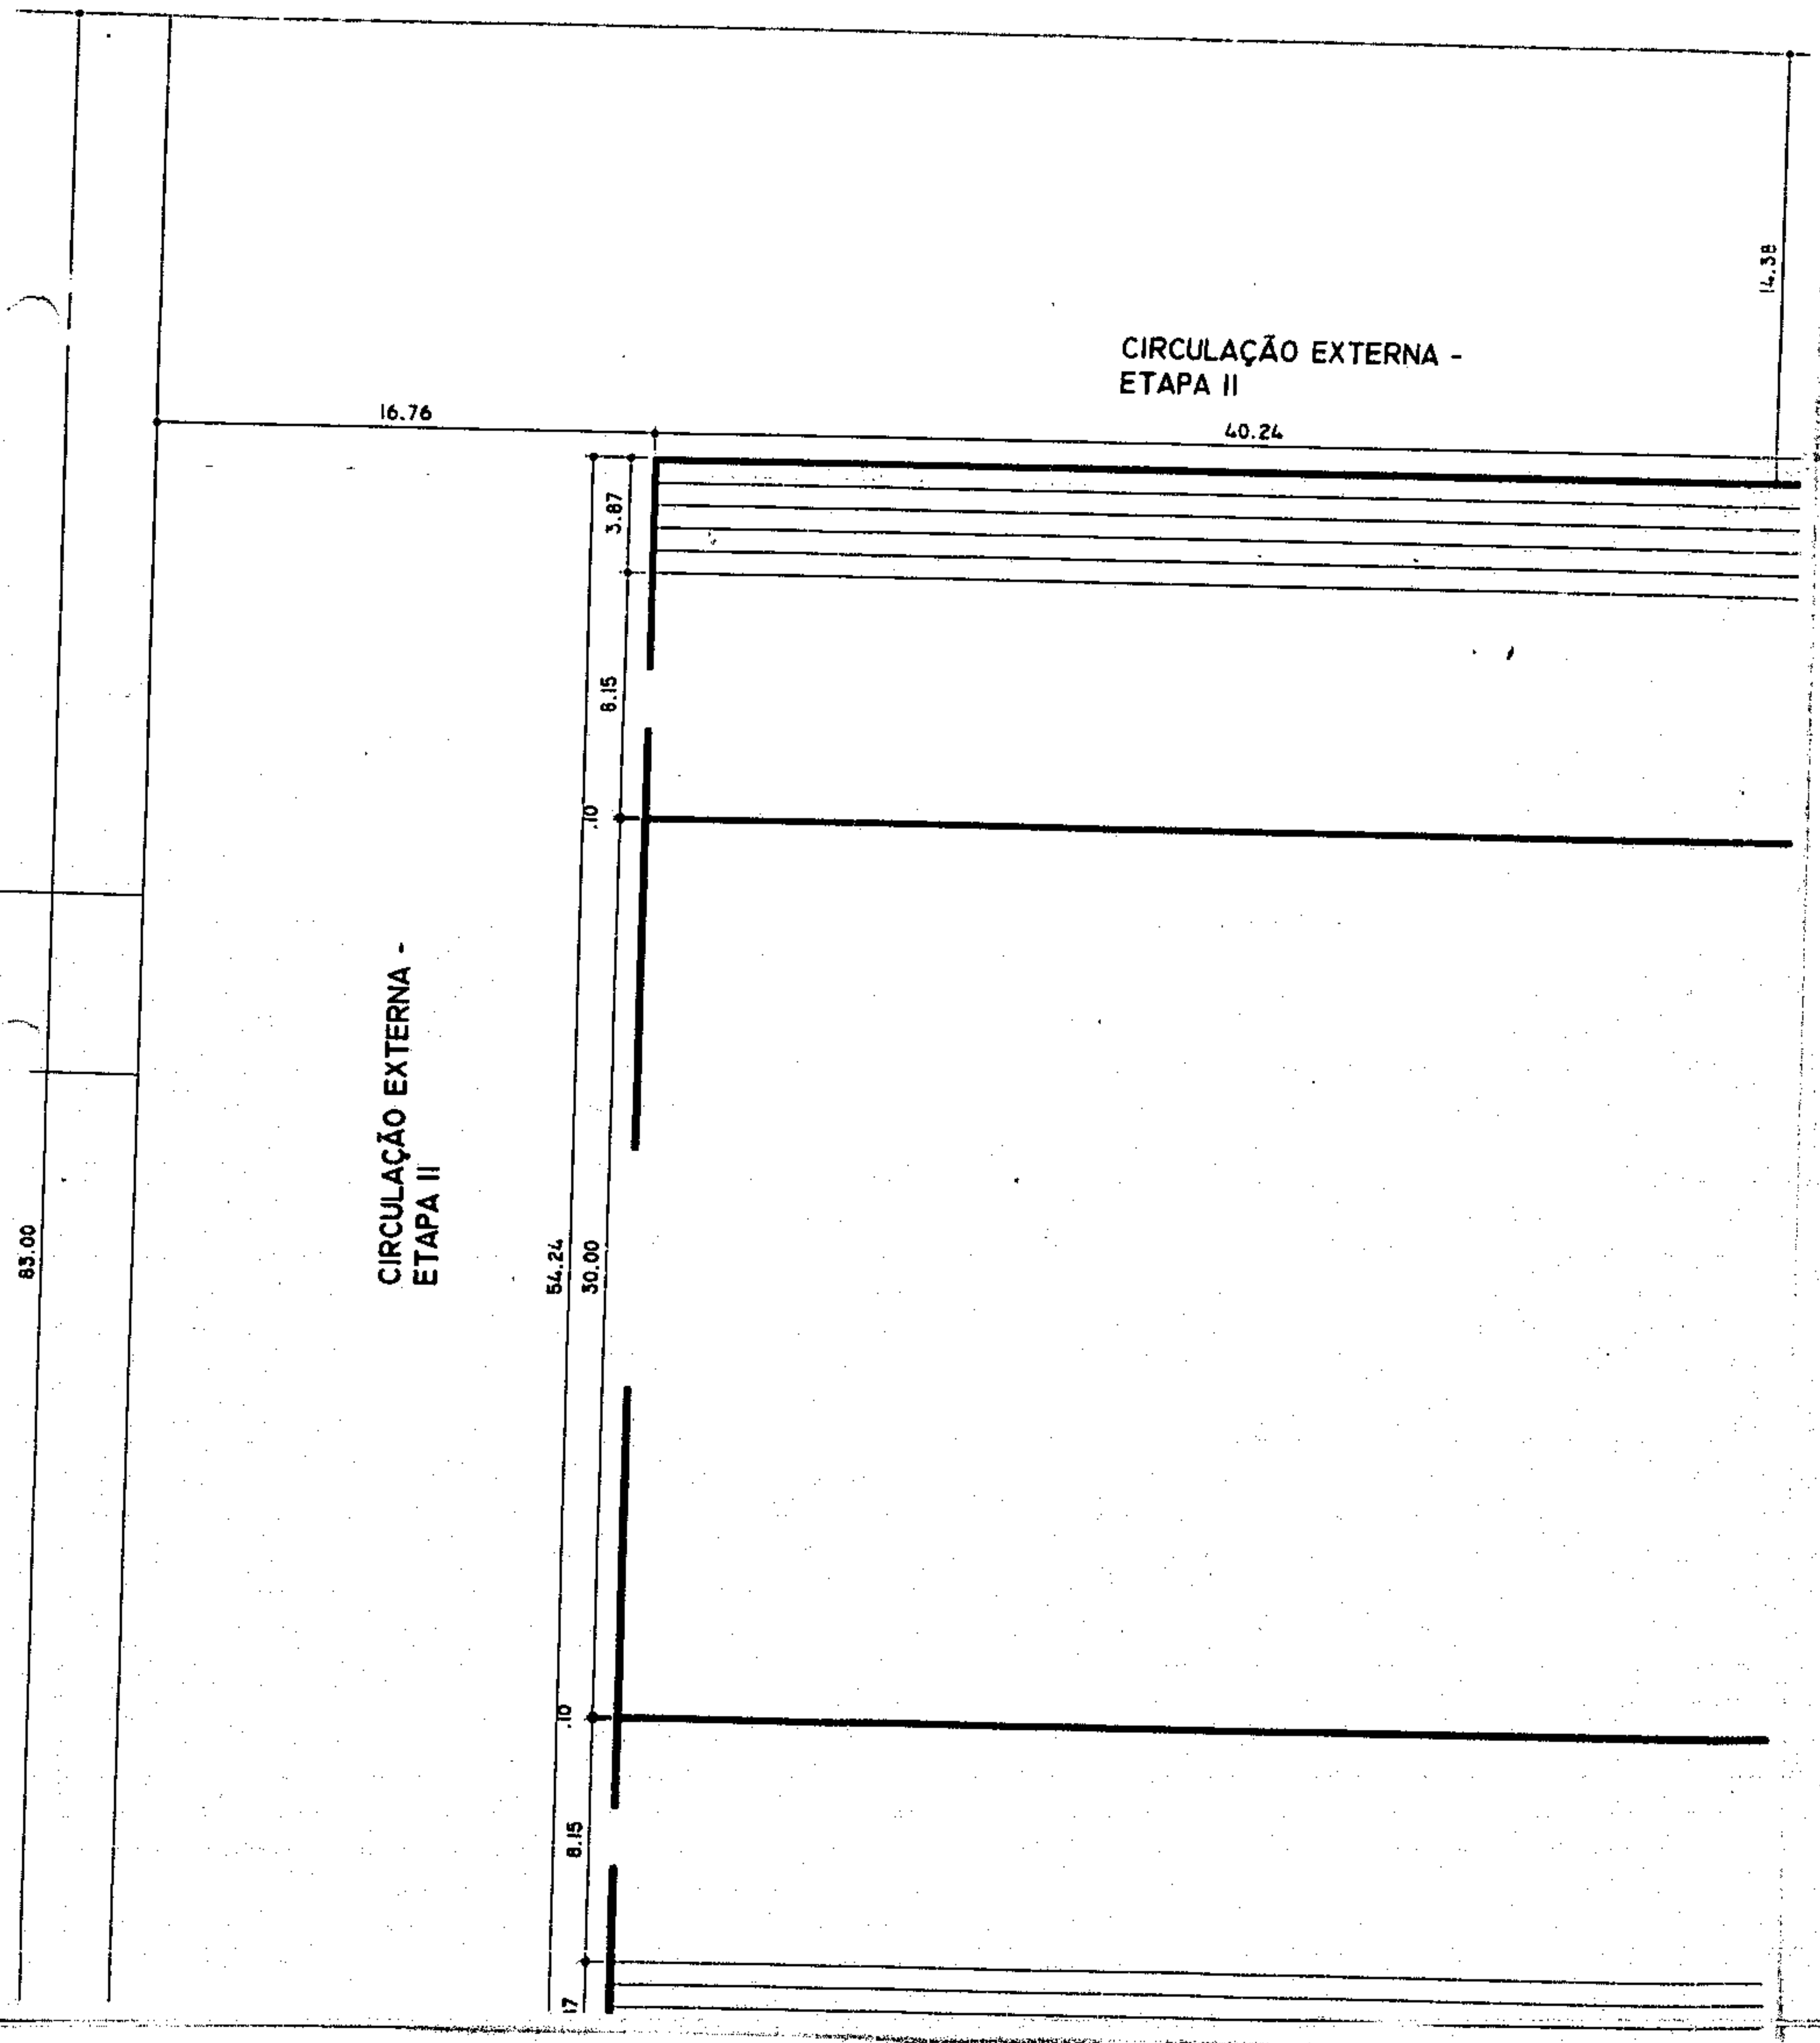 14.38
CIRCULAÇÃO EXTERNA -
ETAPA II
16.76
40.24
3.87
8.15
.10
CIRCULAÇÃO EXTERNA -
ETAPA II
83.00
54.24
30.00
.10
8.15